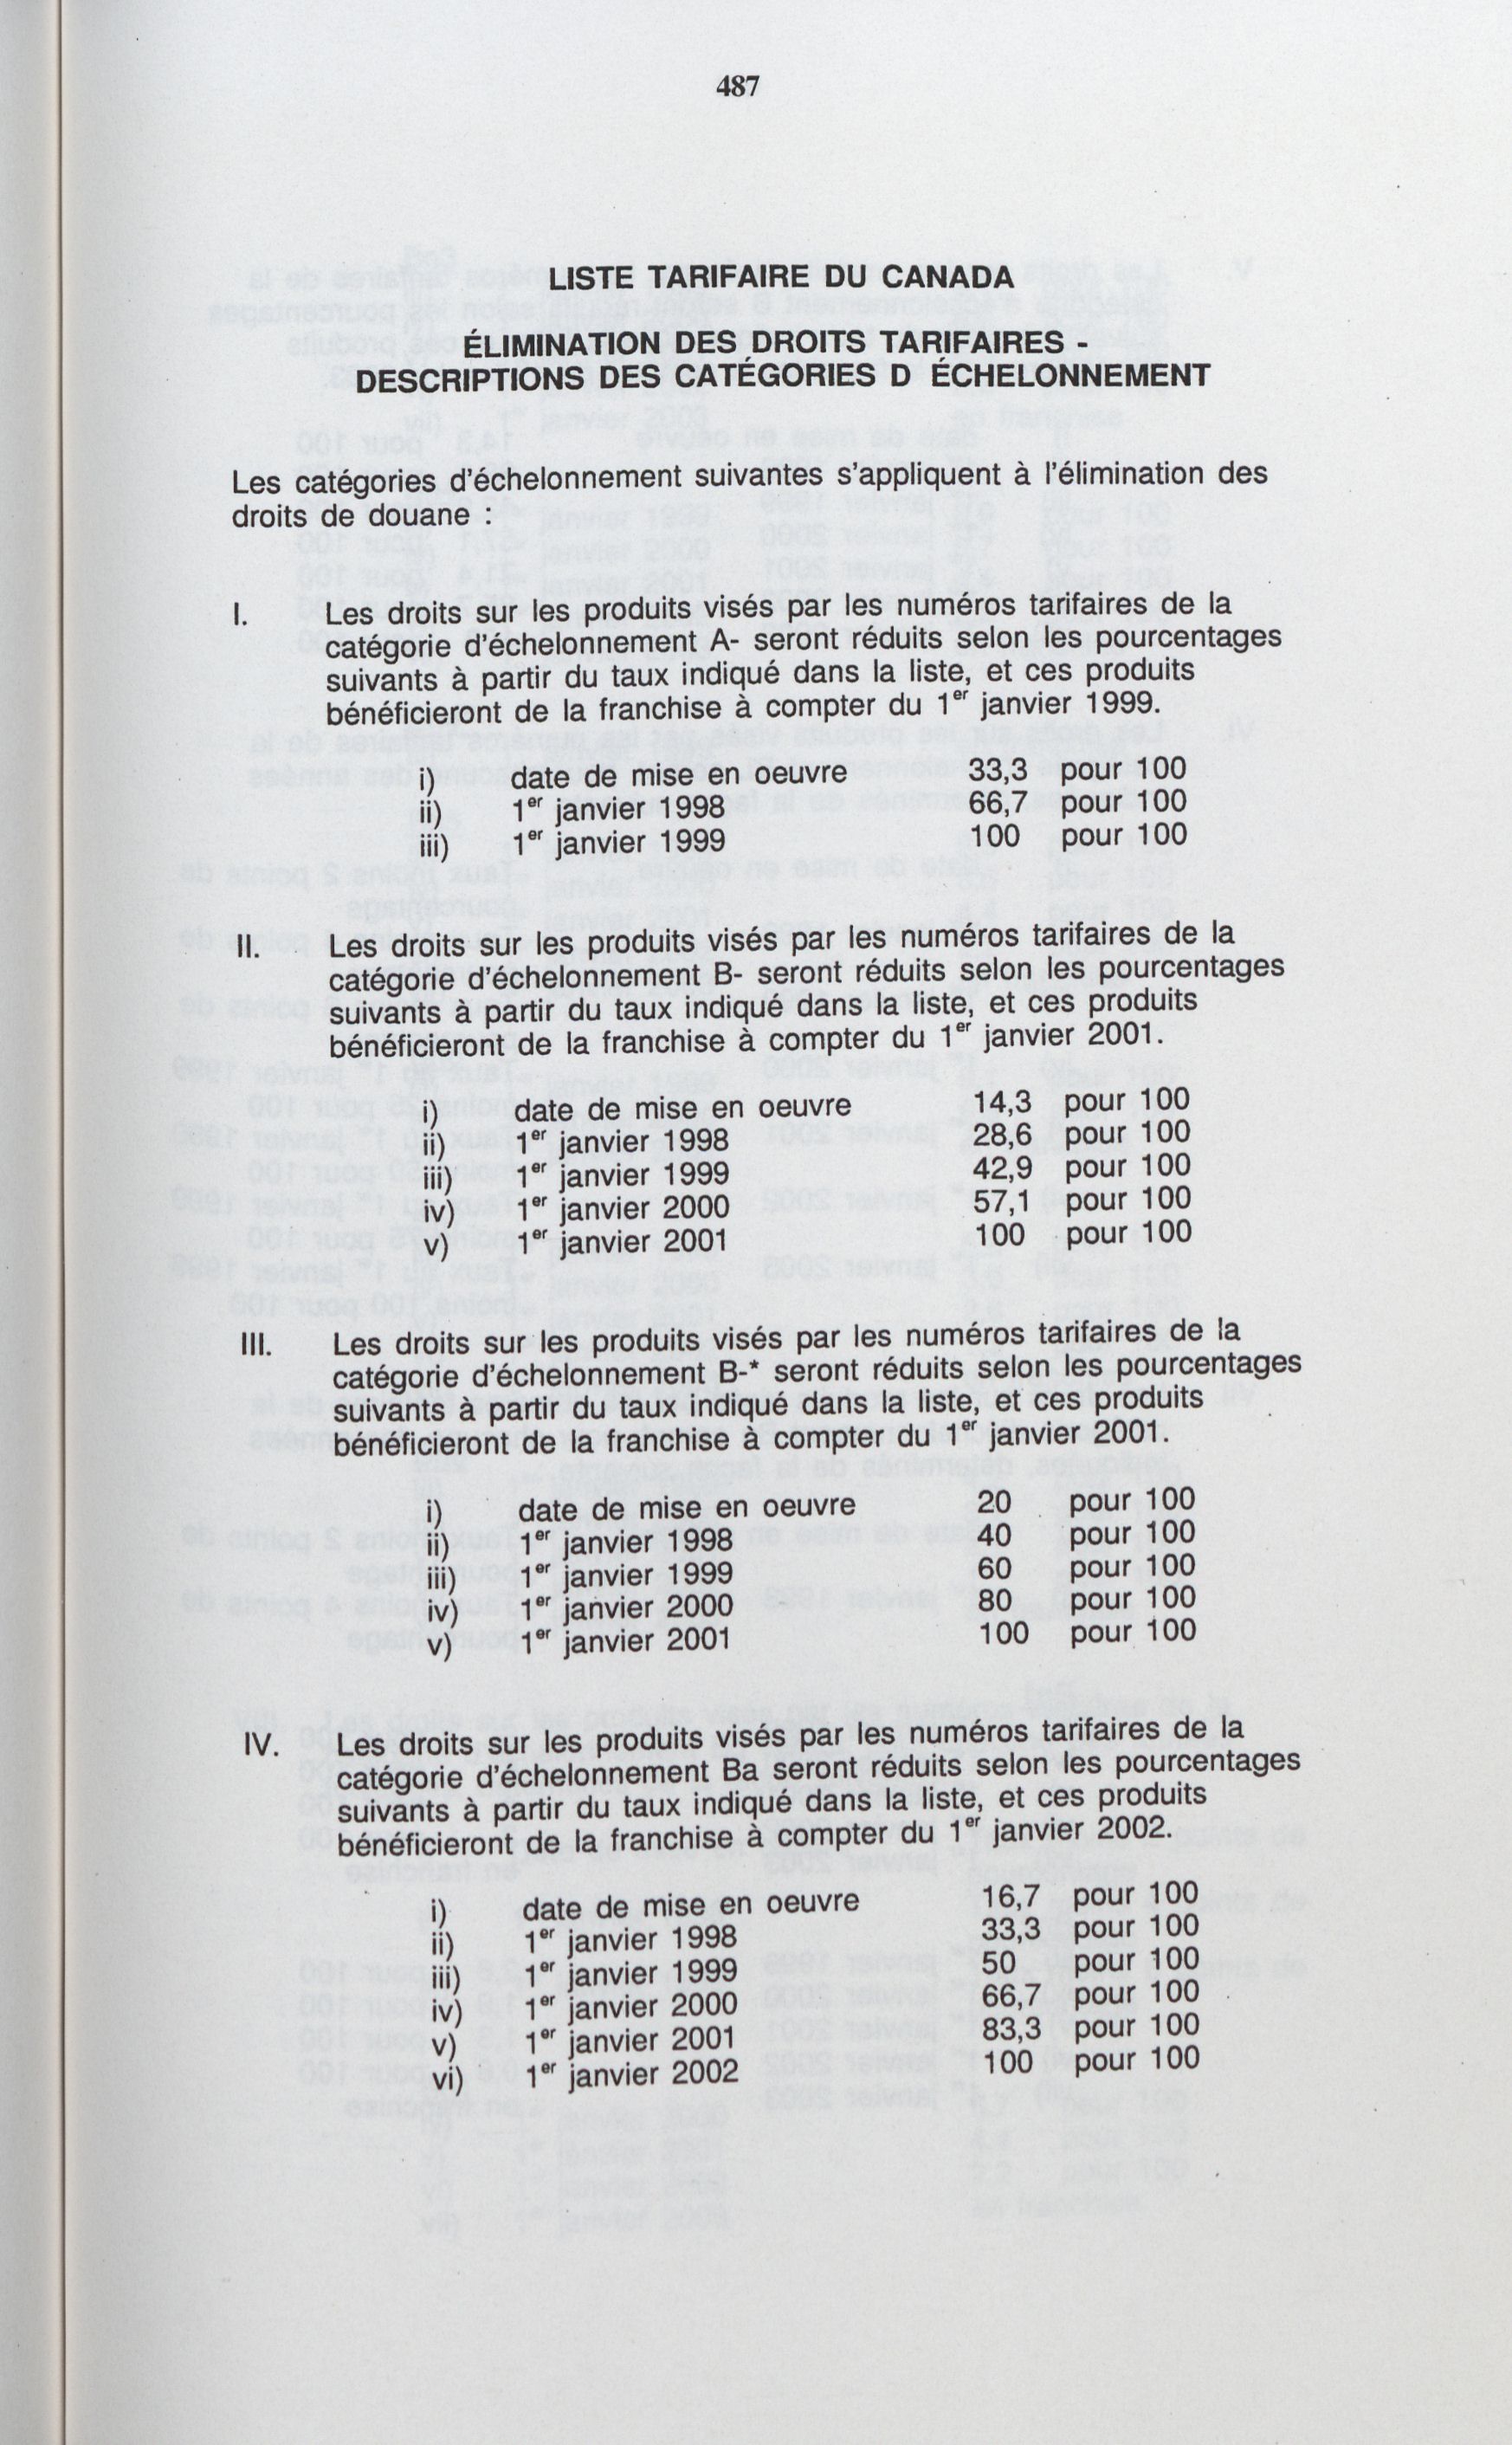 487
LISTE TARIFAIRE DU CANADA
ÉLIMINATION DES DROITS TARIFAIRES -
DESCRIPTIONS DES CATÉGORIES D ÉCHELONNEMENT
Les catégories d'échelonnement suivantes s'appliquent à l'élimination des
droits de douane :
I. Les droits sur les produits visés par les numéros tarifaires de la
catégorie d'échelonnement A- seront réduits selon les pourcentages
suivants à partir du taux indiqué dans la liste, et ces produits
bénéficieront de la franchise à compter du 1er janvier 1999.
i) date de mise en oeuvre 33,3 pour 100
ii) 1er janvier 1998 66,7 pour 100
iii) 1er janvier 1999 100 pour 100
II. Les droits sur les produits visés par les numéros tarifaires de la
catégorie d'échelonnement B- seront réduits selon les pourcentages
suivants à partir du taux indiqué dans la liste, et ces produits
bénéficieront de la franchise à compter du 1er janvier 2001.
i) date de mise en oeuvre 14,3 pour 100
ii) 1er janvier 1998 28,6 pour 100
iii) 1er janvier 1999 42,9 pour 100
iv) 1er janvier 2000 57,1 pour 100
v) 1er janvier 2001 100 pour 100
III. Les droits sur les produits visés par les numéros tarifaires de la
catégorie d'échelonnement B-* seront réduits selon les pourcentages
suivants à partir du taux indiqué dans la liste, et ces produits
bénéficieront de la franchise à compter du 1er janvier 2001.
i) date de mise en oeuvre 20 pour 100
ii) 1er janvier 1998 40 pour 100
iii) 1er janvier 1999 60 pour 100
iv) 1er janvier 2000 80 pour 100
v) 1er janvier 2001 100 pour 100
IV. Les droits sur les produits visés par les numéros tarifaires de la
catégorie d'échelonnement Ba seront réduits selon les pourcentages
suivants à partir du taux indiqué dans la liste, et ces produits
bénéficieront de la franchise à compter du 1er janvier 2002.
i) date de mise en oeuvre 16,7 pour 100
ii) 1er janvier 1998 33,3 pour 100
iii) 1er janvier 1999 50 pour 100
iv) 1er janvier 2000 66,7 pour 100
v) 1er janvier 2001 83,3 pour 100
vi) 1er janvier 2002 100 pour 100